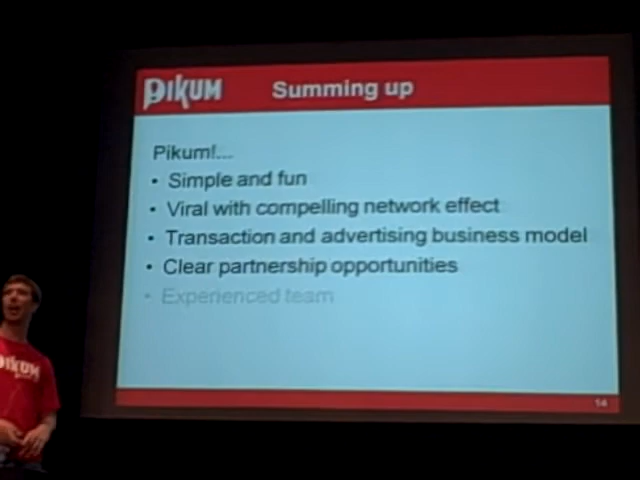 PIKUM Summing up
Pikum!...
• Simple and fun
• Viral with compelling network effect
• Transaction and advertising business model
• Clear partnership opportunities
• Experienced team
14
PIKUM